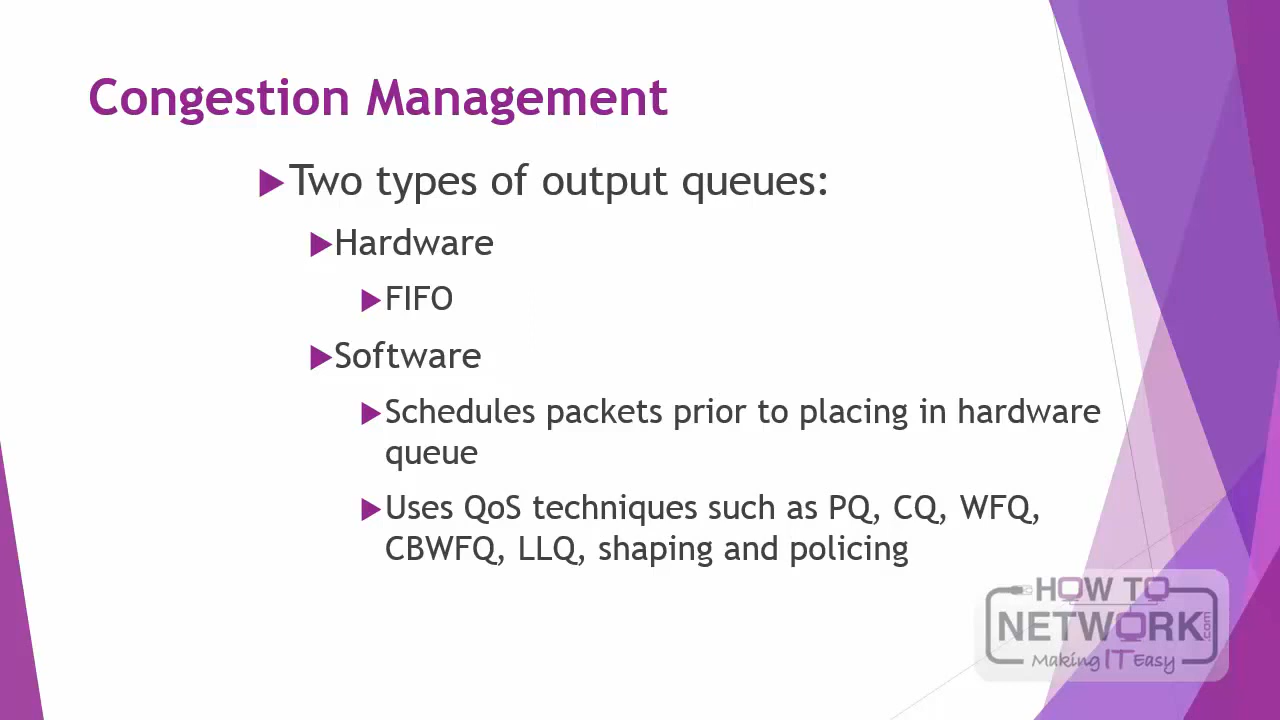 Congestion Management
Two types of output queues:
Hardware
FIFO
Software
Schedules packets prior to placing in hardware
queue
Uses QoS techniques such as PQ, CQ, WFQ,
CBWFQ, LLQ, shaping and policing
HOW TO
NETWORK.com
Making IT Easy